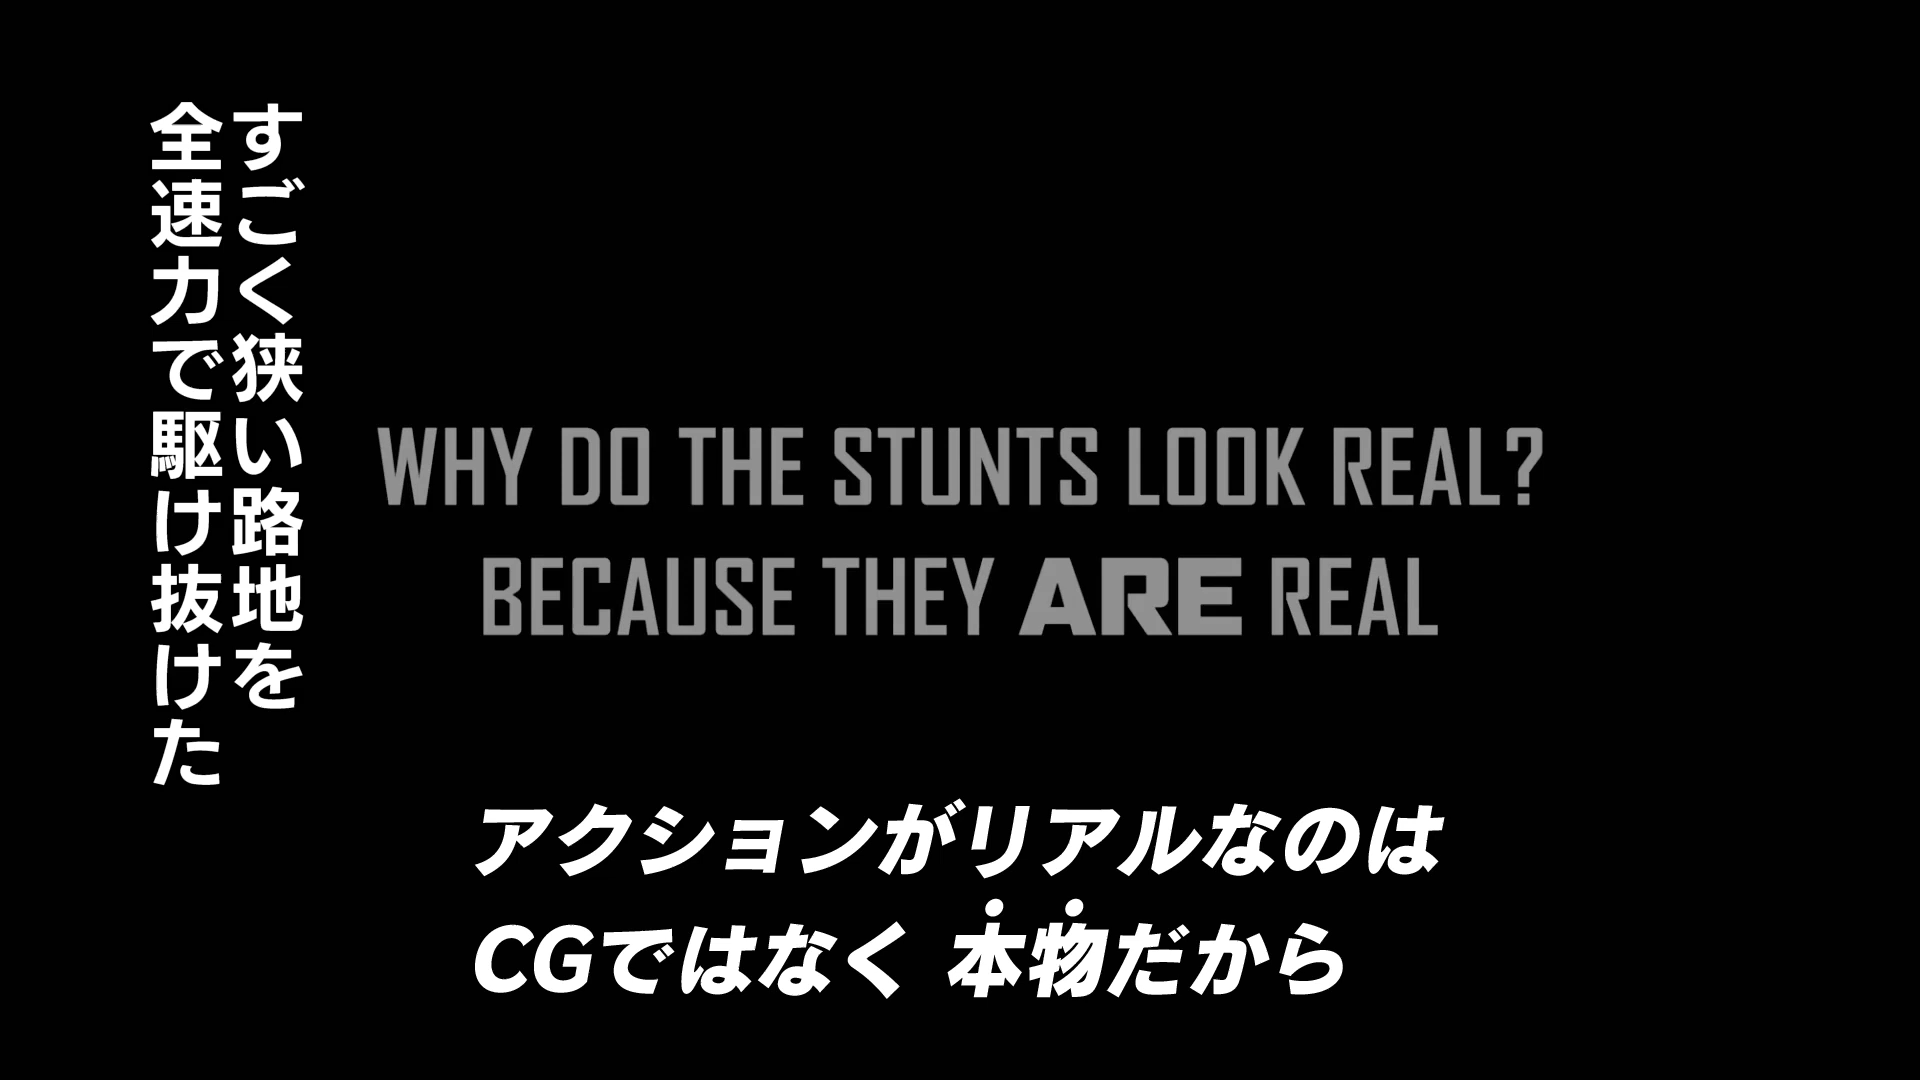 すごく狭い路地を
全速力で駆け抜けた
WHY DO THE STUNTS LOOK REAL?
BECAUSE THEY ARE REAL
アクションがリアルなのは
CGではなく 本物だから